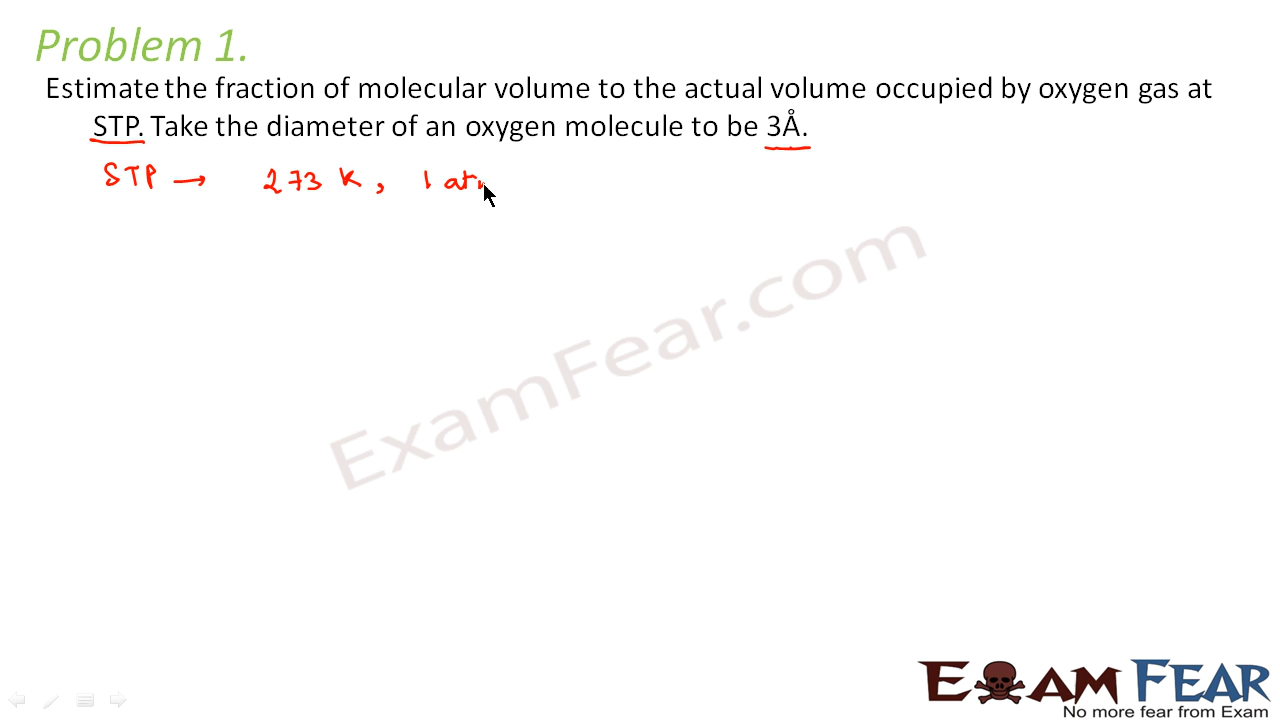 Problem 1.
Estimate the fraction of molecular volume to the actual volume occupied by oxygen gas at
STP. Take the diameter of an oxygen molecule to be 3Å.
STP → 273 K, 1 at
ExamFear.com
EXAM FEAR
No more fear from Exam